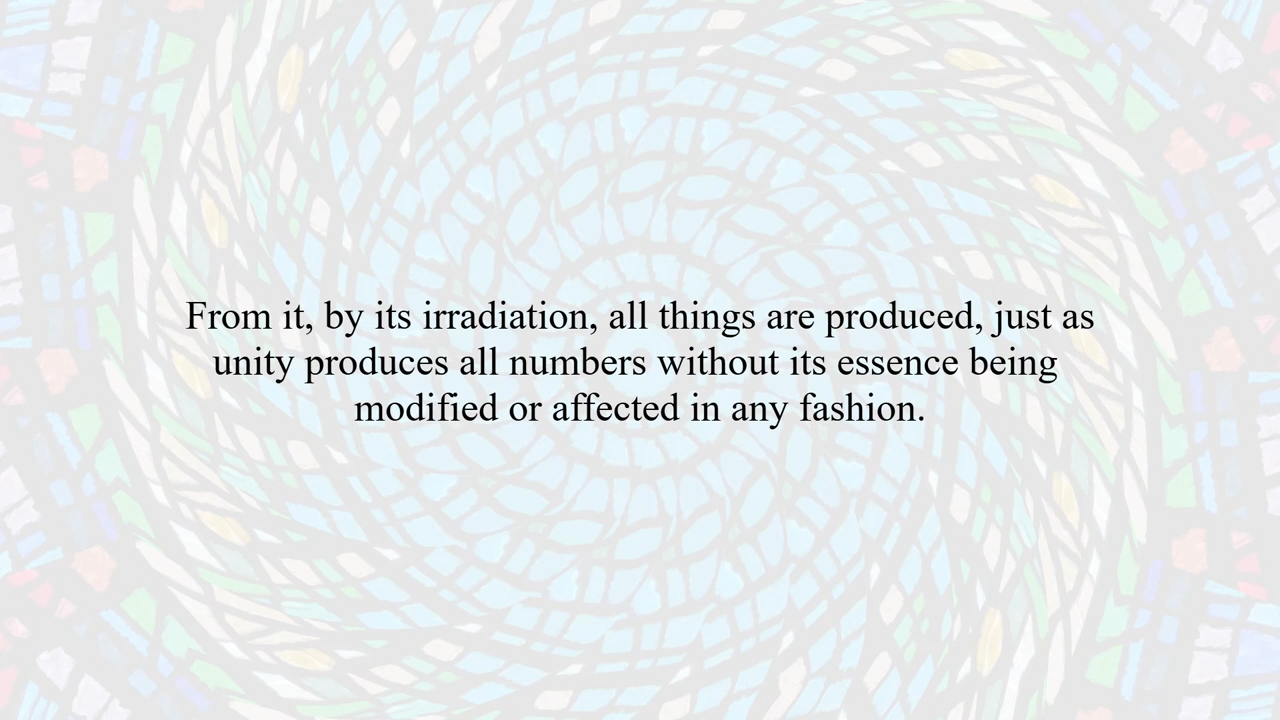 From it, by its irradiation, all things are produced, just as
unity produces all numbers without its essence being
modified or affected in any fashion.